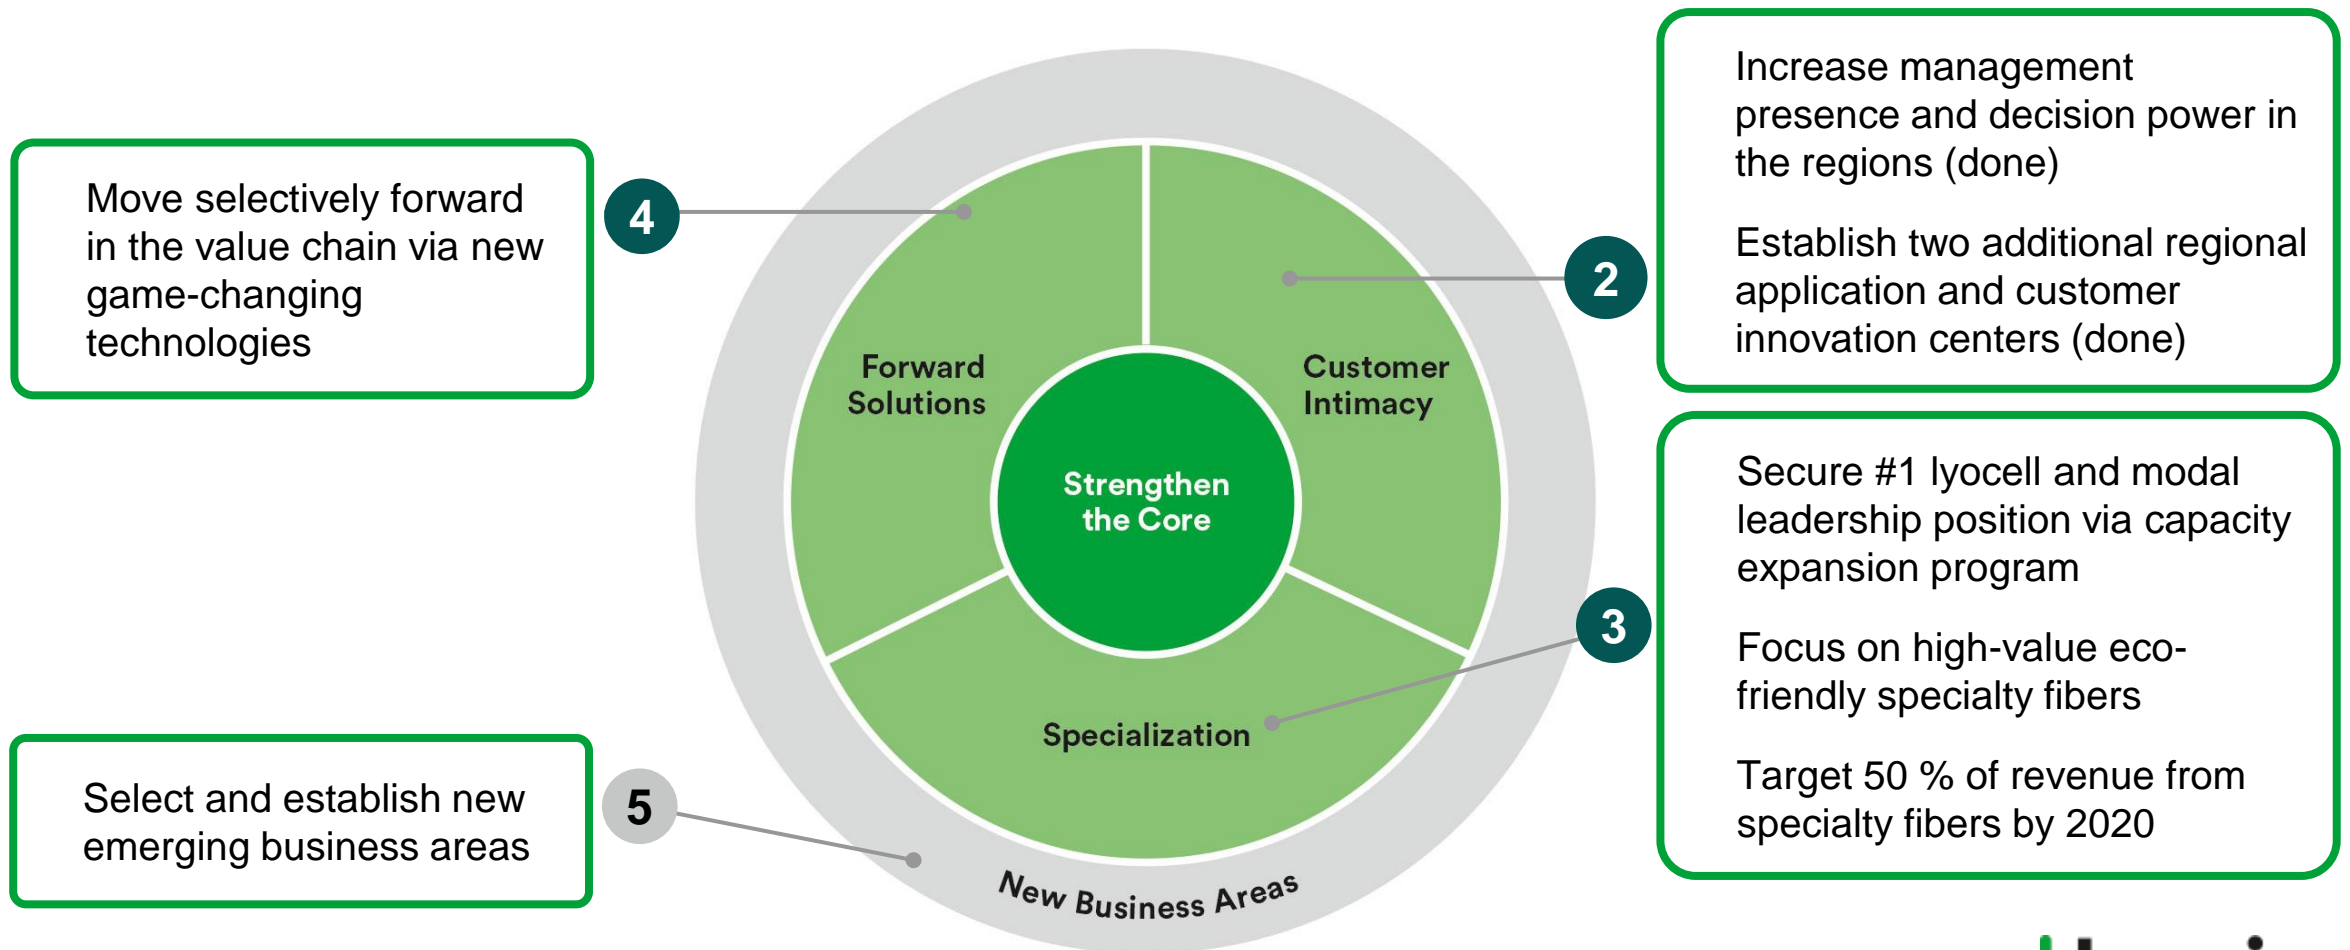 Move selectively forward
in the value chain via new
game-changing
technologies
4
Increase management
presence and decision power in
the regions (done)
Establish two additional regional
application and customer
innovation centers (done)
2
Forward
Solutions
Customer
Intimacy
Strengthen
the Core
Secure #1 lyocell and modal
leadership position via capacity
expansion program
Focus on high-value eco-
friendly specialty fibers
Target 50 % of revenue from
specialty fibers by 2020
3
Specialization
Select and establish new
emerging business areas
5
New Business Areas